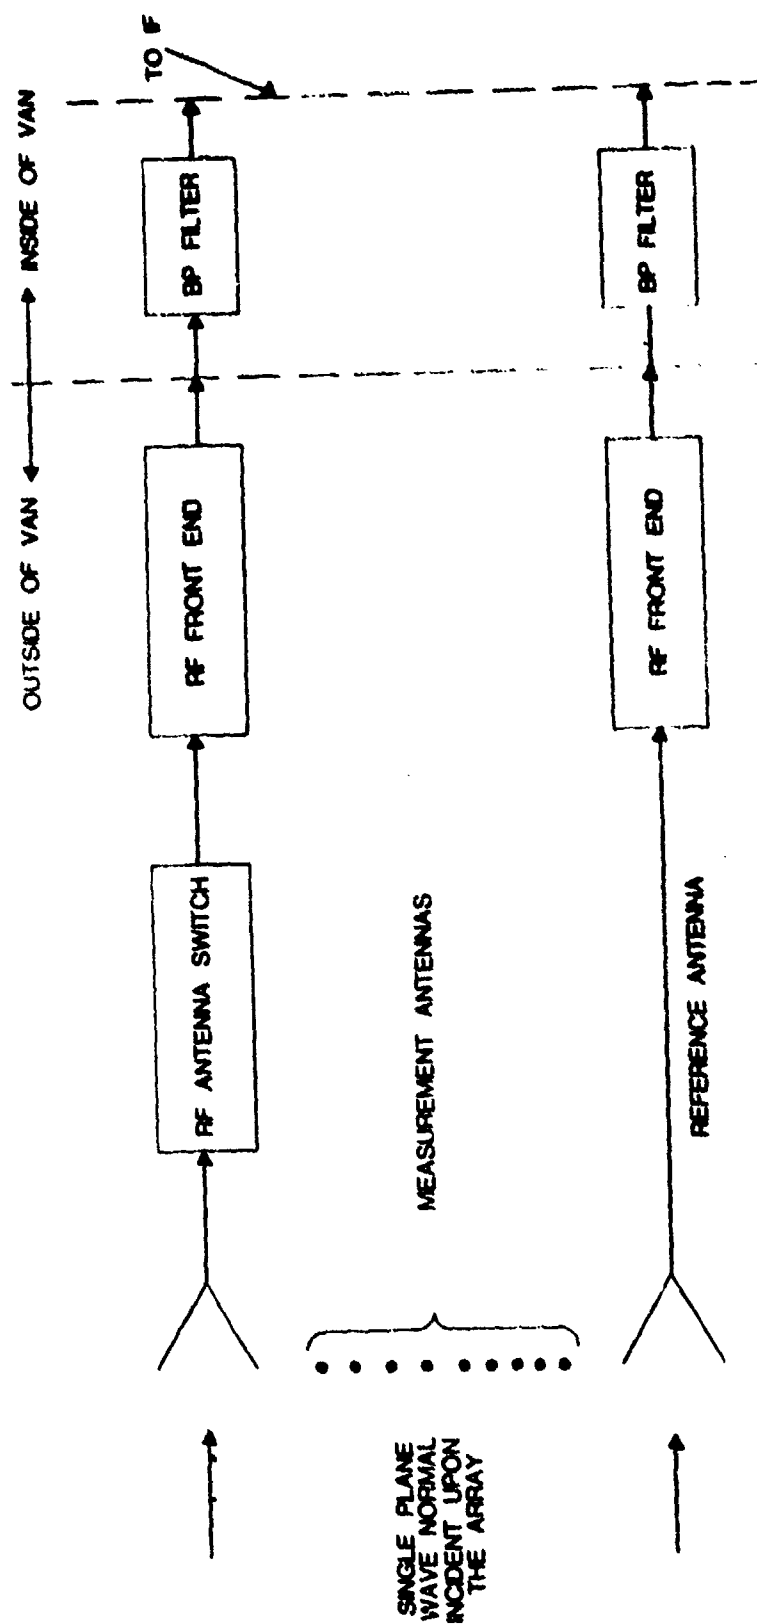 OUTSIDE OF VAN
INSIDE OF VAN
TO IF
RF ANTENNA SWITCH
RF FRONT END
BP FILTER
SINGLE PLANE
WAVE NORMAL
INCIDENT UPON
THE ARRAY
MEASUREMENT ANTENNAS
REFERENCE ANTENNA
RF FRONT END
BP FILTER